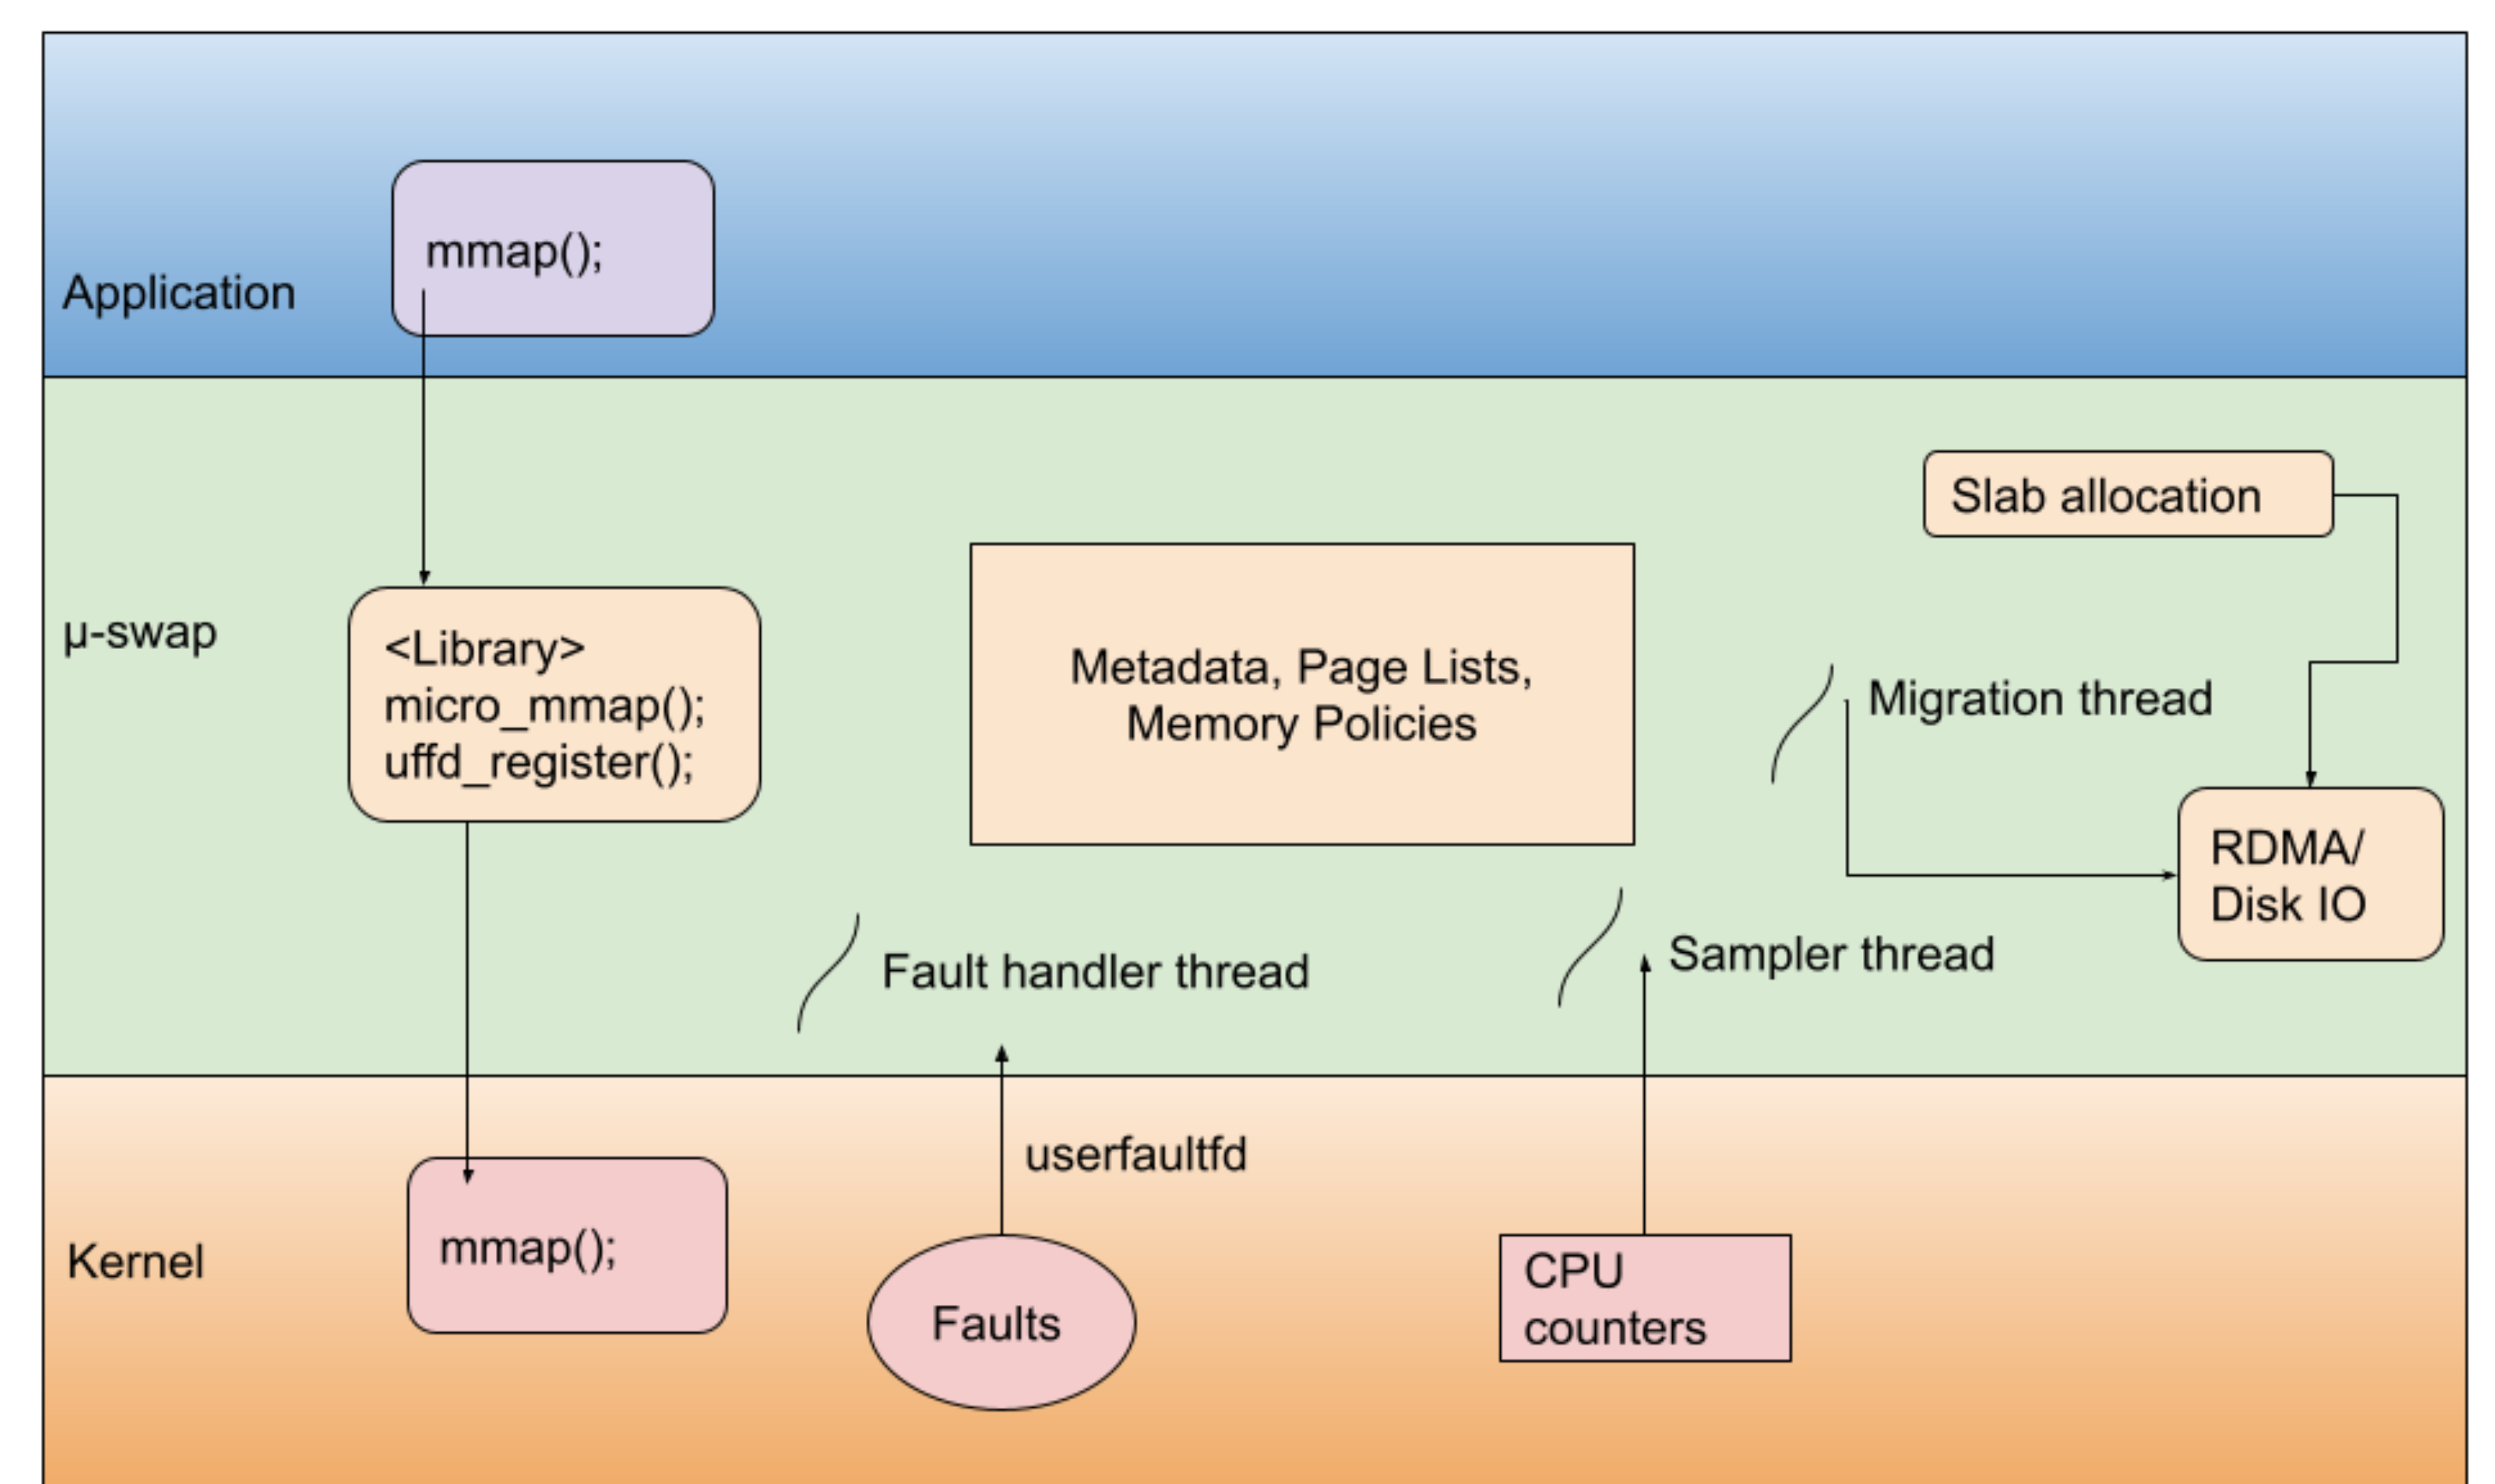 mmap();
Application
Slab allocation
µ-swap
<Library>
micro_mmap();
uffd_register();
Metadata, Page Lists,
Memory Policies
Migration thread
RDMA/
Disk IO
Fault handler thread
Sampler thread
userfaultfd
Kernel
mmap();
Faults
CPU
counters